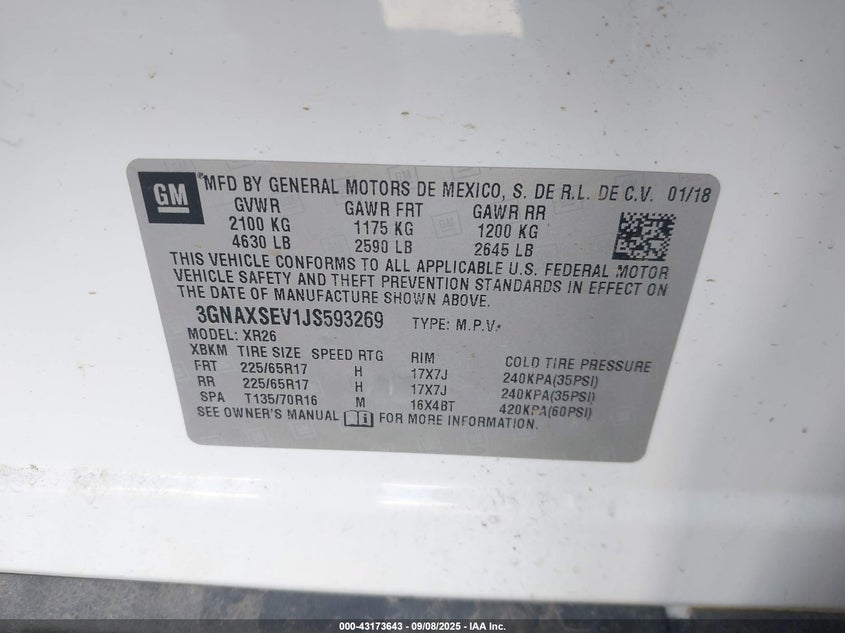 GM
®MFD BY GENERAL MOTORS DE MEXICO, S. DE R.L. DE C.V. 01/18
GVWR GAWR FRT GAWR RR
2100 KG 1175 KG 1200 KG
4630 LB 2590 LB 2645 LB
THIS VEHICLE CONFORMS TO ALL APPLICABLE U.S. FEDERAL MOTOR
VEHICLE SAFETY AND THEFT PREVENTION STANDARDS IN EFFECT ON
THE DATE OF MANUFACTURE SHOWN ABOVE.
3GNAXSEV1JS593269 TYPE: M.P.V.
MODEL: XR26
XBKM TIRE SIZE SPEED RTG RIM COLD TIRE PRESSURE
FRT 225/65R17 H 17X7J 240KPA(35PSI)
RR 225/65R17 H 17X7J 240KPA(35PSI)
SPA T135/70R16 M 16X4BT 420KPA(60PSI)
SEE OWNER'S MANUAL i FOR MORE INFORMATION.
000-43173643 - 09/08/2025 - IAA Inc.